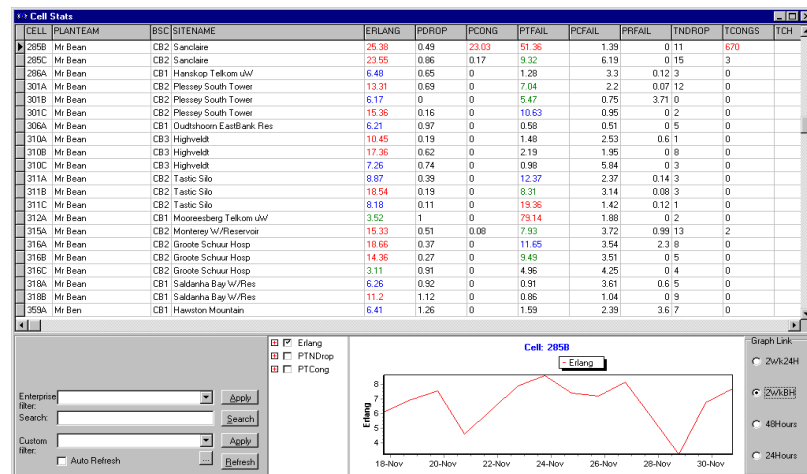 Cell Stats
CELL PLANTEAM BSC SITENAME ERLANG PDROP PCONG PTFAIL PCFAIL PRFAIL TNDROP TCONGS TCH
285B Mr Bean CB2 Sanclaire 25.38 0.49 23.03 51.36 1.39 0 11 670
285C Mr Bean CB2 Sanclaire 23.55 0.86 0.17 9.32 6.19 0 15 3
286A Mr Bean CB1 Hanskop Telkom uW 6.48 0.65 0 1.28 3.3 0.12 3 0
301A Mr Bean CB2 Plessey South Tower 13.31 0.69 0 7.04 2.2 0.07 12 0
301B Mr Bean CB2 Plessey South Tower 6.17 0 0 5.47 0.75 3.71 0 0
301C Mr Bean CB2 Plessey South Tower 15.36 0.16 0 10.63 0.95 0 2 0
306A Mr Bean CB1 Oudtshoorn EastBank Res 6.21 0.97 0 0.58 0.51 0 5 0
310A Mr Bean CB3 Highveldt 10.45 0.19 0 1.48 2.53 0.6 1 0
310B Mr Bean CB3 Highveldt 17.36 0.62 0 2.19 1.95 0 8 0
310C Mr Bean CB3 Highveldt 7.26 0.74 0 0.98 5.84 0 3 0
311A Mr Bean CB2 Tastic Silo 8.87 0.39 0 12.37 2.37 0.14 3 0
311B Mr Bean CB2 Tastic Silo 18.54 0.19 0 8.31 3.14 0.08 3 0
311C Mr Bean CB2 Tastic Silo 8.18 0.11 0 19.36 1.42 0.12 1 0
312A Mr Bean CB1 Mooreesberg Telkom uW 3.52 1 0 79.14 1.88 0 2 0
315A Mr Bean CB2 Monterey W/Reservoir 15.33 0.51 0.08 7.93 3.72 0.99 13 2
316A Mr Bean CB2 Groote Schuur Hosp 18.66 0.37 0 11.65 3.54 2.3 8 0
316B Mr Bean CB2 Groote Schuur Hosp 14.36 0.27 0 9.49 3.51 0 5 0
316C Mr Bean CB2 Groote Schuur Hosp 3.11 0.91 0 4.96 4.25 0 4 0
318A Mr Bean CB1 Saldanha Bay W/Res 6.26 0.92 0 0.91 3.61 0.6 5 0
318B Mr Bean CB1 Saldanha Bay W/Res 11.2 1.12 0 0.86 1.04 0 9 0
359A Mr Ben CB1 Hawston Mountain 6.41 1.26 0 1.59 2.39 3.6 7 0
Enterprise filter: Apply
Search: Search
Custom filter: Apply
Auto Refresh ... Refresh
Erlang
PTNDrop
PTCong
Cell: 285B
Erlang
Erlang
8
7
6
5
4
18-Nov 20-Nov 22-Nov 24-Nov 26-Nov 28-Nov 30-Nov
Graph Link
2Wk24H
2WkBH
48Hours
24Hours